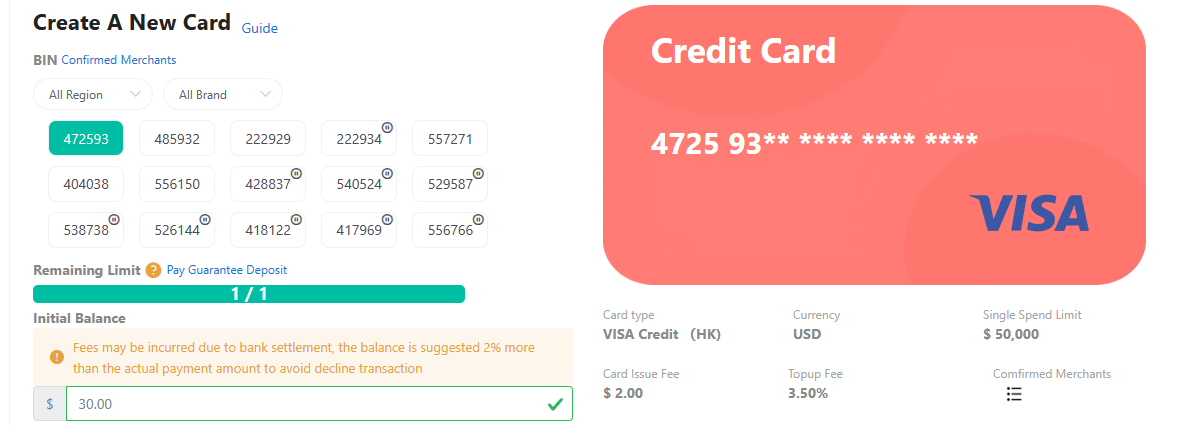 Create A New Card Guide
BIN Confirmed Merchants
All Region All Brand
472593 485932 222929 222934 557271
404038 556150 428837 540524 529587
538738 526144 418122 417969 556766
Remaining Limit ? Pay Guarantee Deposit
1 / 1
Initial Balance
! Fees may be incurred due to bank settlement, the balance is suggested 2% more
than the actual payment amount to avoid decline transaction
$ 30.00
Credit Card
4725 93** **** **** ****
VISA
Card type Currency Single Spend Limit
VISA Credit （HK) USD $ 50,000
Card Issue Fee Topup Fee Comfirmed Merchants
$ 2.00 3.50%